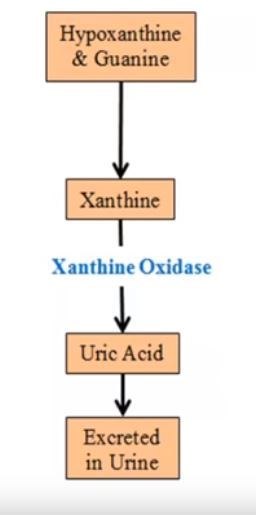 Hypoxanthine
& Guanine
Xanthine
Xanthine Oxidase
Uric Acid
Excreted
in Urine